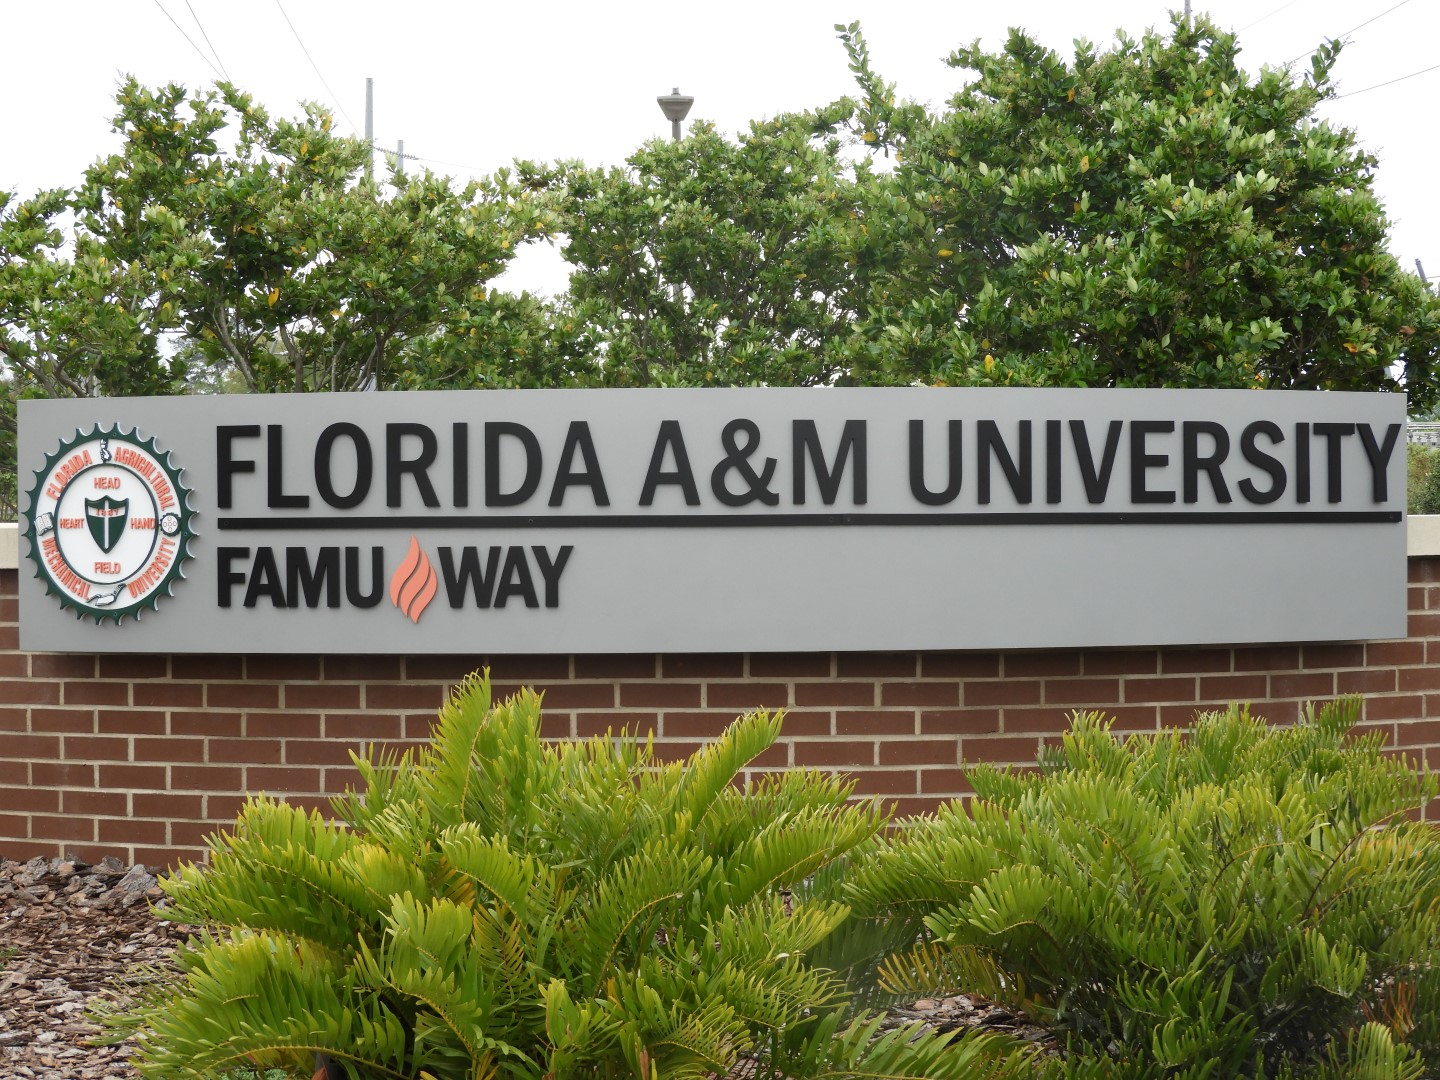 FLORIDA A&M UNIVERSITY
FAMU WAY
FLORIDA AGRICULTURAL
MECHANICAL UNIVERSITY
HEAD
1887
HEART HAND
FIELD